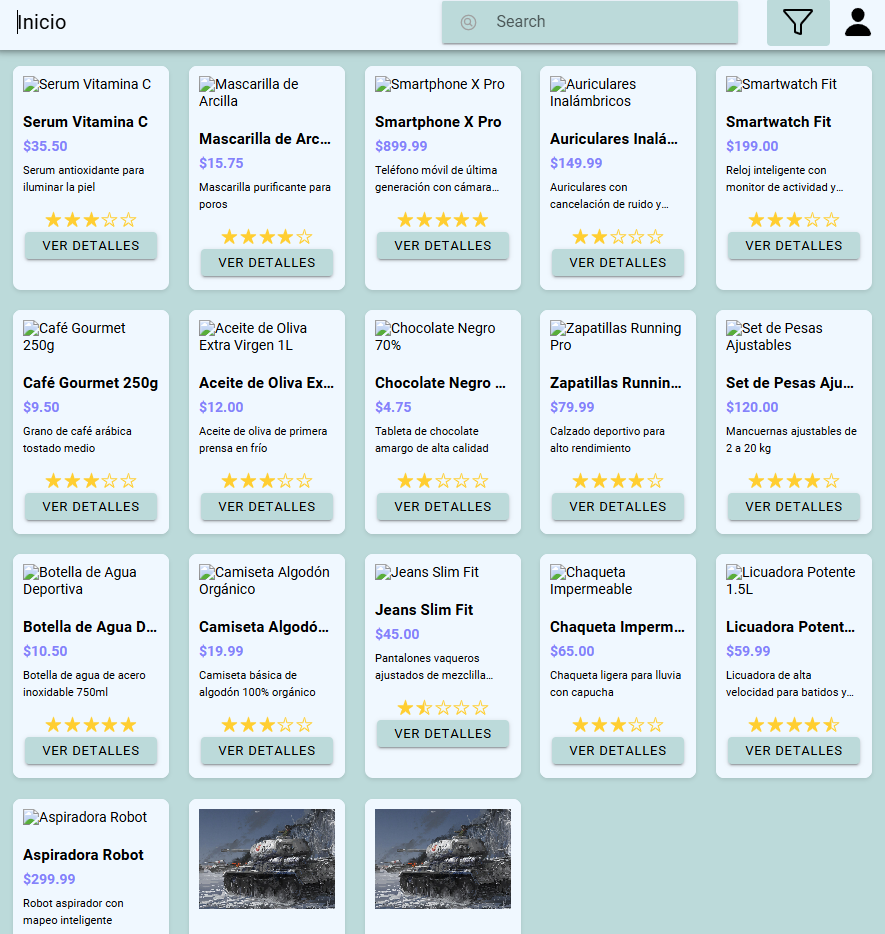 Inicio
Search
Serum Vitamina C
Serum Vitamina C
$35.50
Serum antioxidante para
iluminar la piel
VER DETALLES
Mascarilla de
Arcilla
Mascarilla de Arc...
$15.75
Mascarilla purificante para
poros
VER DETALLES
Smartphone X Pro
Smartphone X Pro
$899.99
Teléfono móvil de última
generación con cámara...
VER DETALLES
Auriculares
Inalámbricos
Auriculares Inalá...
$149.99
Auriculares con
cancelación de ruido y...
VER DETALLES
Smartwatch Fit
Smartwatch Fit
$199.00
Reloj inteligente con
monitor de actividad y...
VER DETALLES
Café Gourmet
250g
Café Gourmet 250g
$9.50
Grano de café arábica
tostado medio
VER DETALLES
Aceite de Oliva
Extra Virgen 1L
Aceite de Oliva Ex...
$12.00
Aceite de oliva de primera
prensa en frío
VER DETALLES
Chocolate Negro
70%
Chocolate Negro ...
$4.75
Tableta de chocolate
amargo de alta calidad
VER DETALLES
Zapatillas Running
Pro
Zapatillas Runnin...
$79.99
Calzado deportivo para
alto rendimiento
VER DETALLES
Set de Pesas
Ajustables
Set de Pesas Aju...
$120.00
Mancuernas ajustables de
2 a 20 kg
VER DETALLES
Botella de Agua
Deportiva
Botella de Agua D...
$10.50
Botella de agua de acero
inoxidable 750ml
VER DETALLES
Camiseta Algodón
Orgánico
Camiseta Algodó...
$19.99
Camiseta básica de
algodón 100% orgánico
VER DETALLES
Jeans Slim Fit
Jeans Slim Fit
$45.00
Pantalones vaqueros
ajustados de mezclilla...
VER DETALLES
Chaqueta
Impermeable
Chaqueta Imperm...
$65.00
Chaqueta ligera para lluvia
con capucha
VER DETALLES
Licuadora Potente
1.5L
Licuadora Potent...
$59.99
Licuadora de alta
velocidad para batidos y...
VER DETALLES
Aspiradora Robot
Aspiradora Robot
$299.99
Robot aspirador con
mapeo inteligente